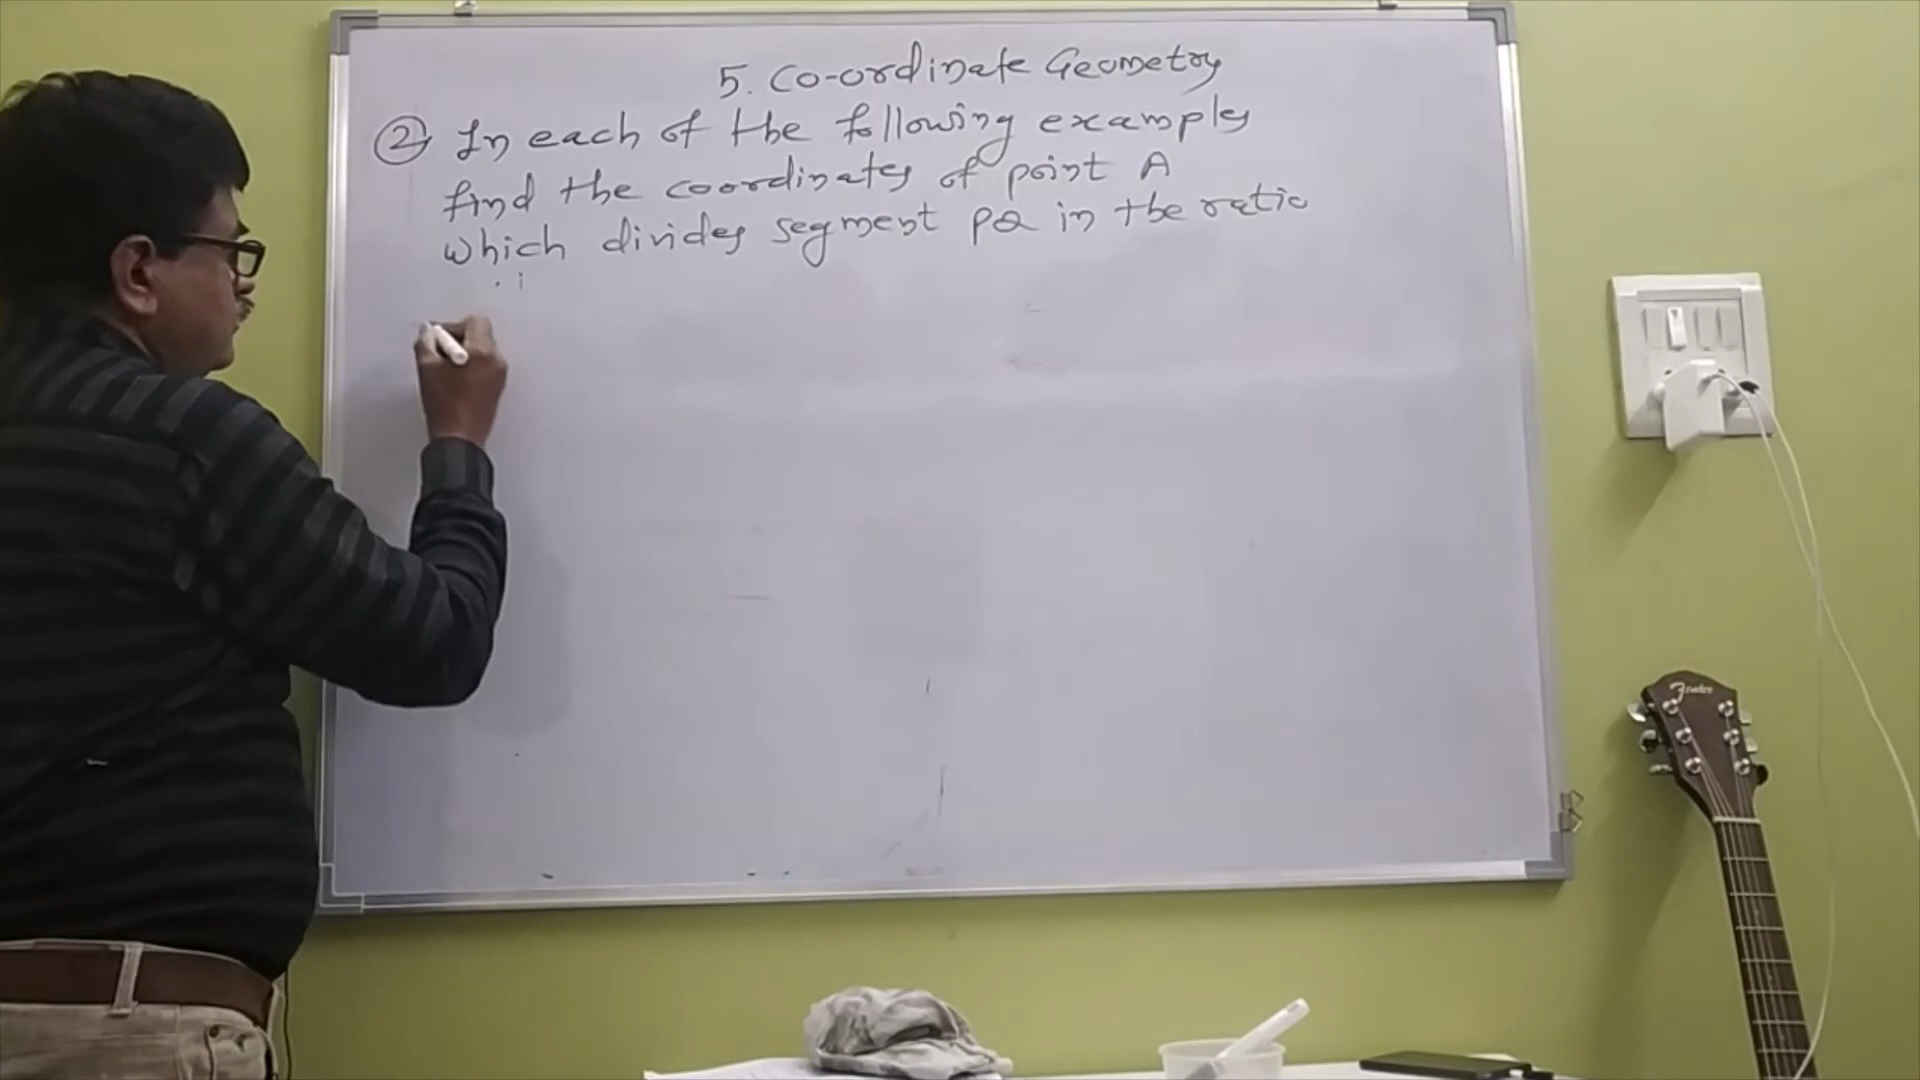 5. Co-ordinate Geometry
② In each of the following examples
find the coordinates of point A
which divides segment PQ in the ratio
Fender